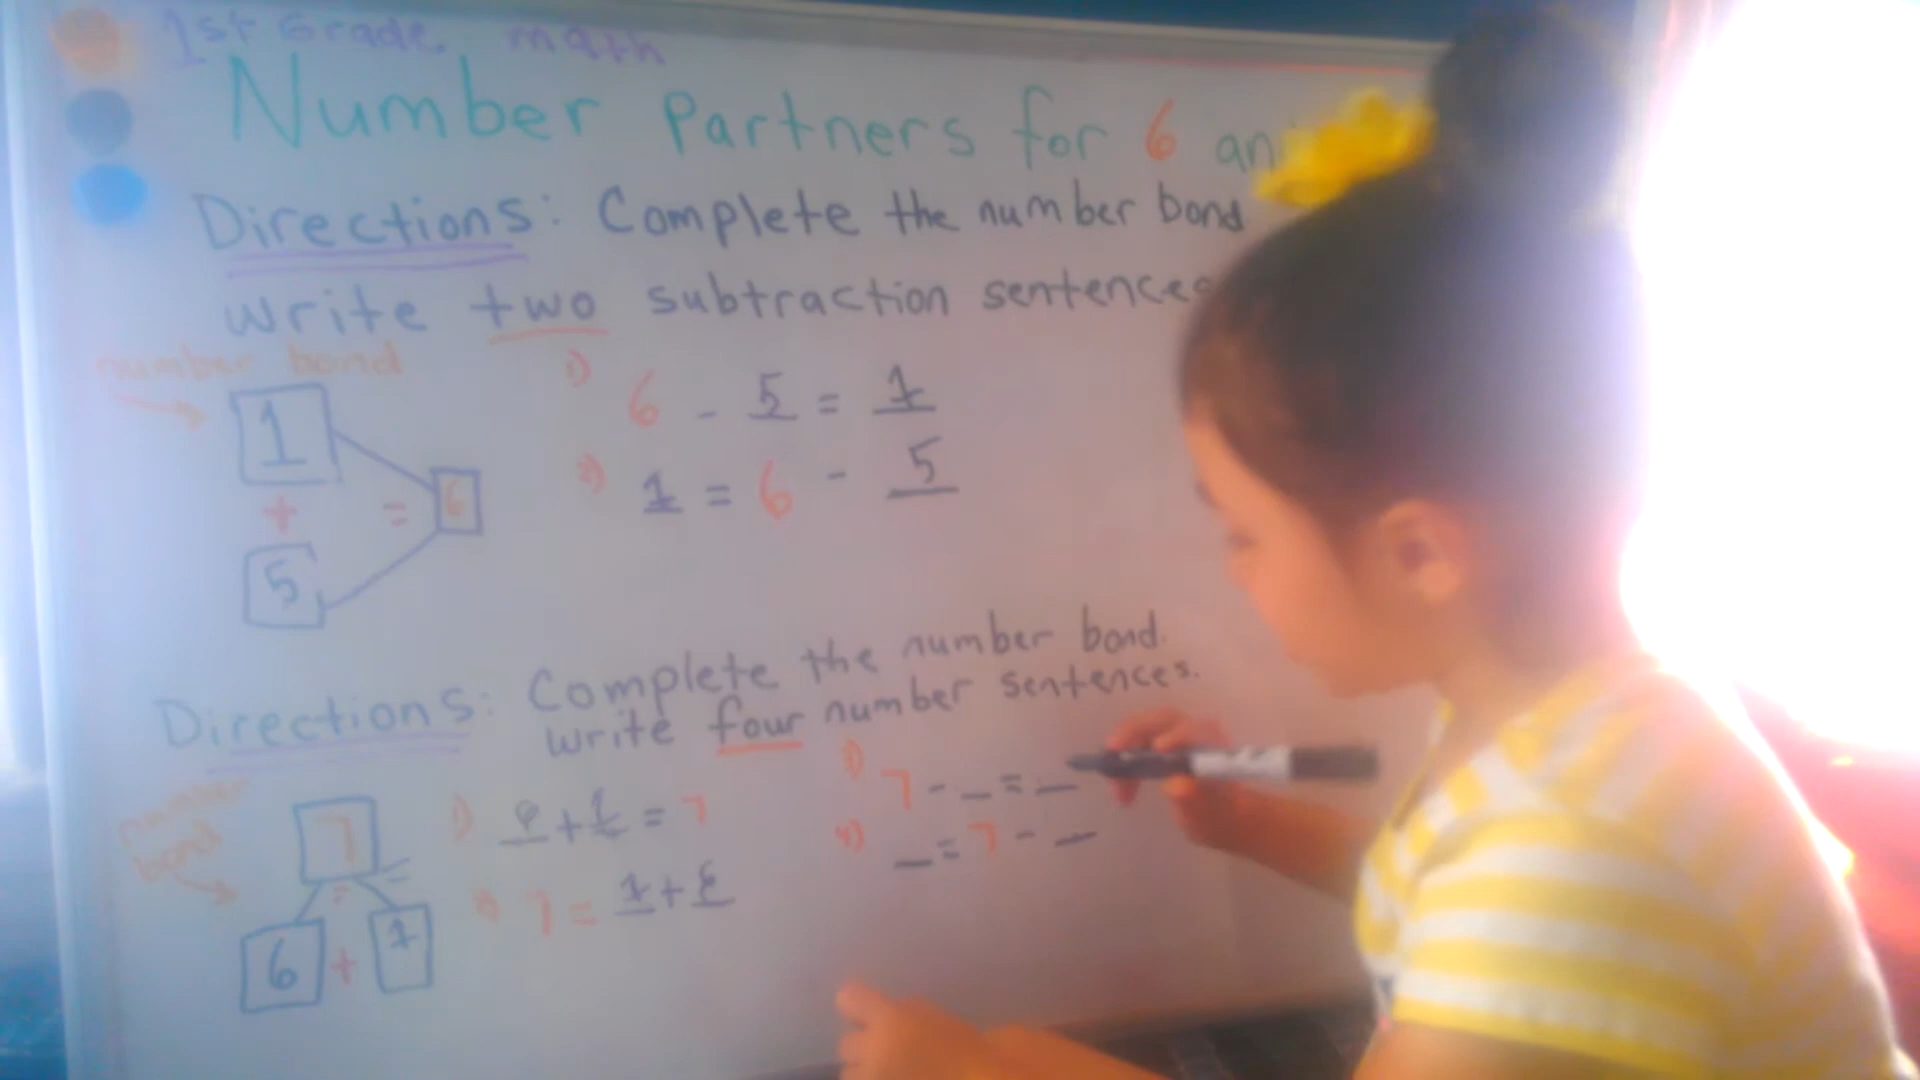 1st Grade math
Number Partners for 6 an
Directions: Complete the number bond
write two subtraction sentences
number bond
1 + 5 = 6
1) 6 - 5 = 1
2) 1 = 6 - 5
Directions: Complete the number bond.
write four number sentences.
number
bond
7
=
6 + 1
1) _ + 1 = 7
2) 7 = 1 +
3) 7 - _ = _
4) _ = 7 - _